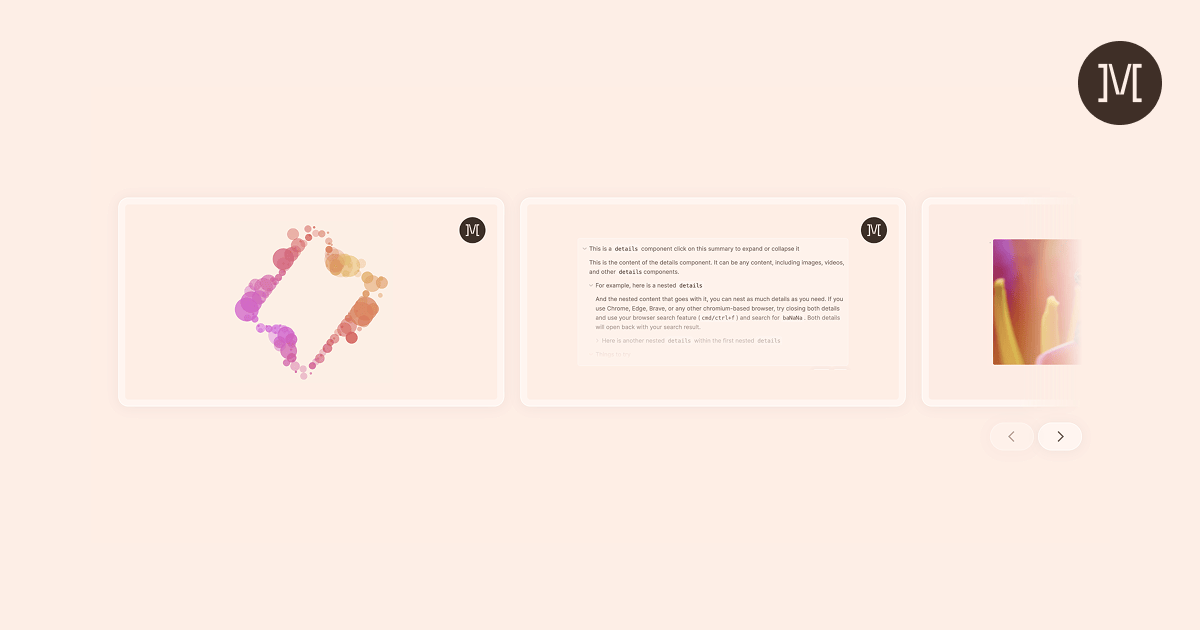 ]M[
]M[
]M[
This is a details component click on this summary to expand or collapse it
This is the content of the details component. It can be any content, including images, videos,
and other details components.
For example, here is a nested details
And the nested content that goes with it, you can nest as much details as you need. If you
use Chrome, Edge, Brave, or any other chromium-based browser, try closing both details
and use your browser search feature ( cmd/ctrl+f ) and search for baNaNa . Both details
will open back with your search result.
Here is another nested details within the first nested details